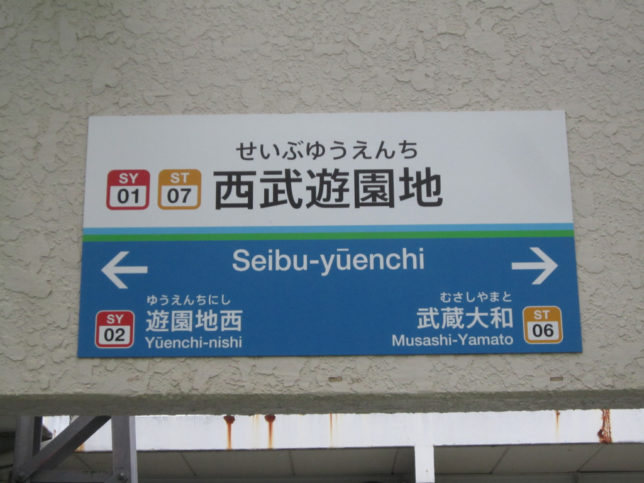 せいぶゆうえんち
SY 01 ST 07 西武遊園地
Seibu-yūenchi
ゆうえんちにし
SY 02 遊園地西
Yūenchi-nishi
むさしやまと
武蔵大和 ST 06
Musashi-Yamato